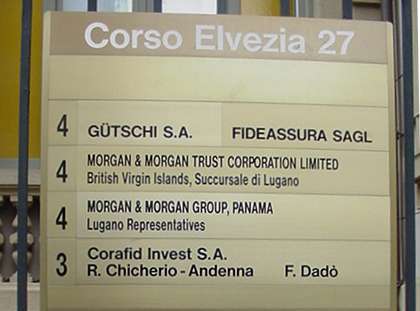 Corso Elvezia 27
4 GÜTSCHI S.A. FIDEASSURA SAGL
4 MORGAN & MORGAN TRUST CORPORATION LIMITED
British Virgin Islands, Succursale di Lugano
4 MORGAN & MORGAN GROUP, PANAMA
Lugano Representatives
3 Corafid Invest S.A.
R. Chicherio - Andenna F. Dadò